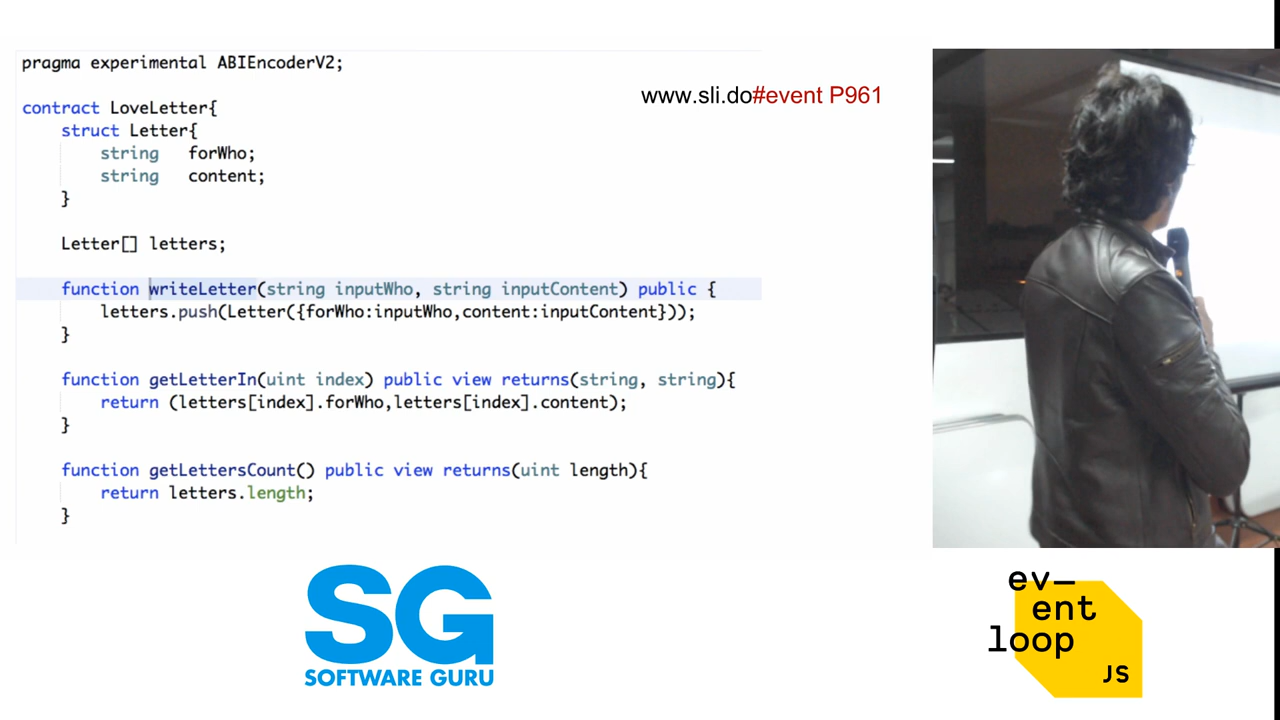 pragma experimental ABIEncoderV2;
contract LoveLetter{
struct Letter{
string forWho;
string content;
}
Letter[] letters;
function writeLetter(string inputWho, string inputContent) public {
letters.push(Letter({forWho:inputWho,content:inputContent}));
}
function getLetterIn(uint index) public view returns(string, string){
return (letters[index].forWho,letters[index].content);
}
function getLettersCount() public view returns(uint length){
return letters.length;
}
www.sli.do#event P961
SG
SOFTWARE GURU
ev—
ent
loop
JS